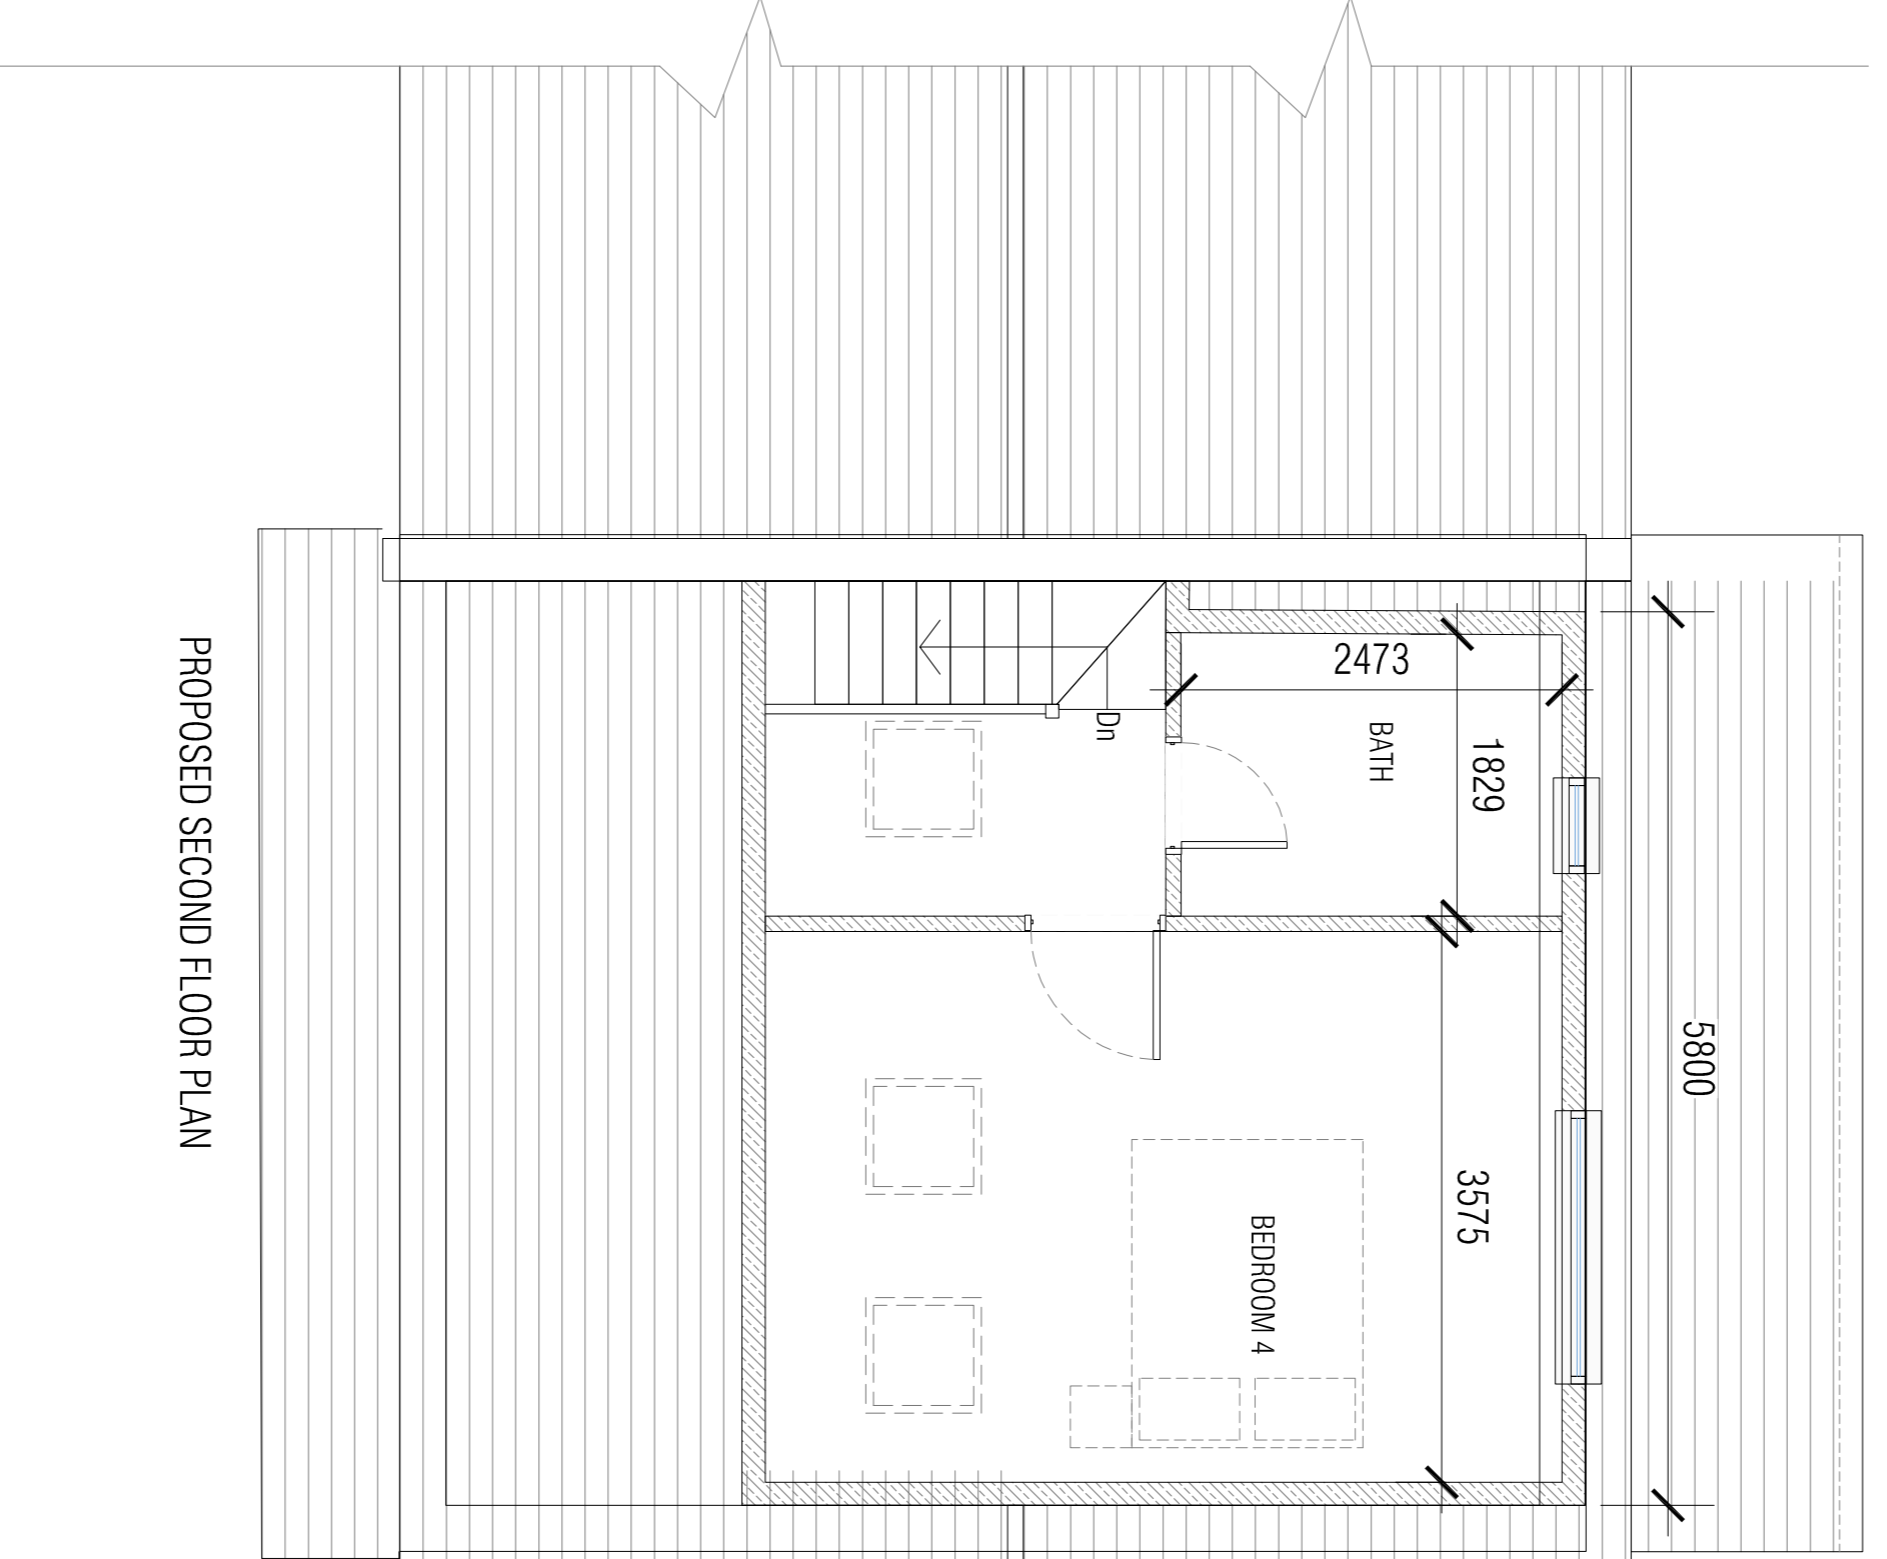 5800
1829
3575
2473
BATH
BEDROOM 4
Dn
PROPOSED SECOND FLOOR PLAN